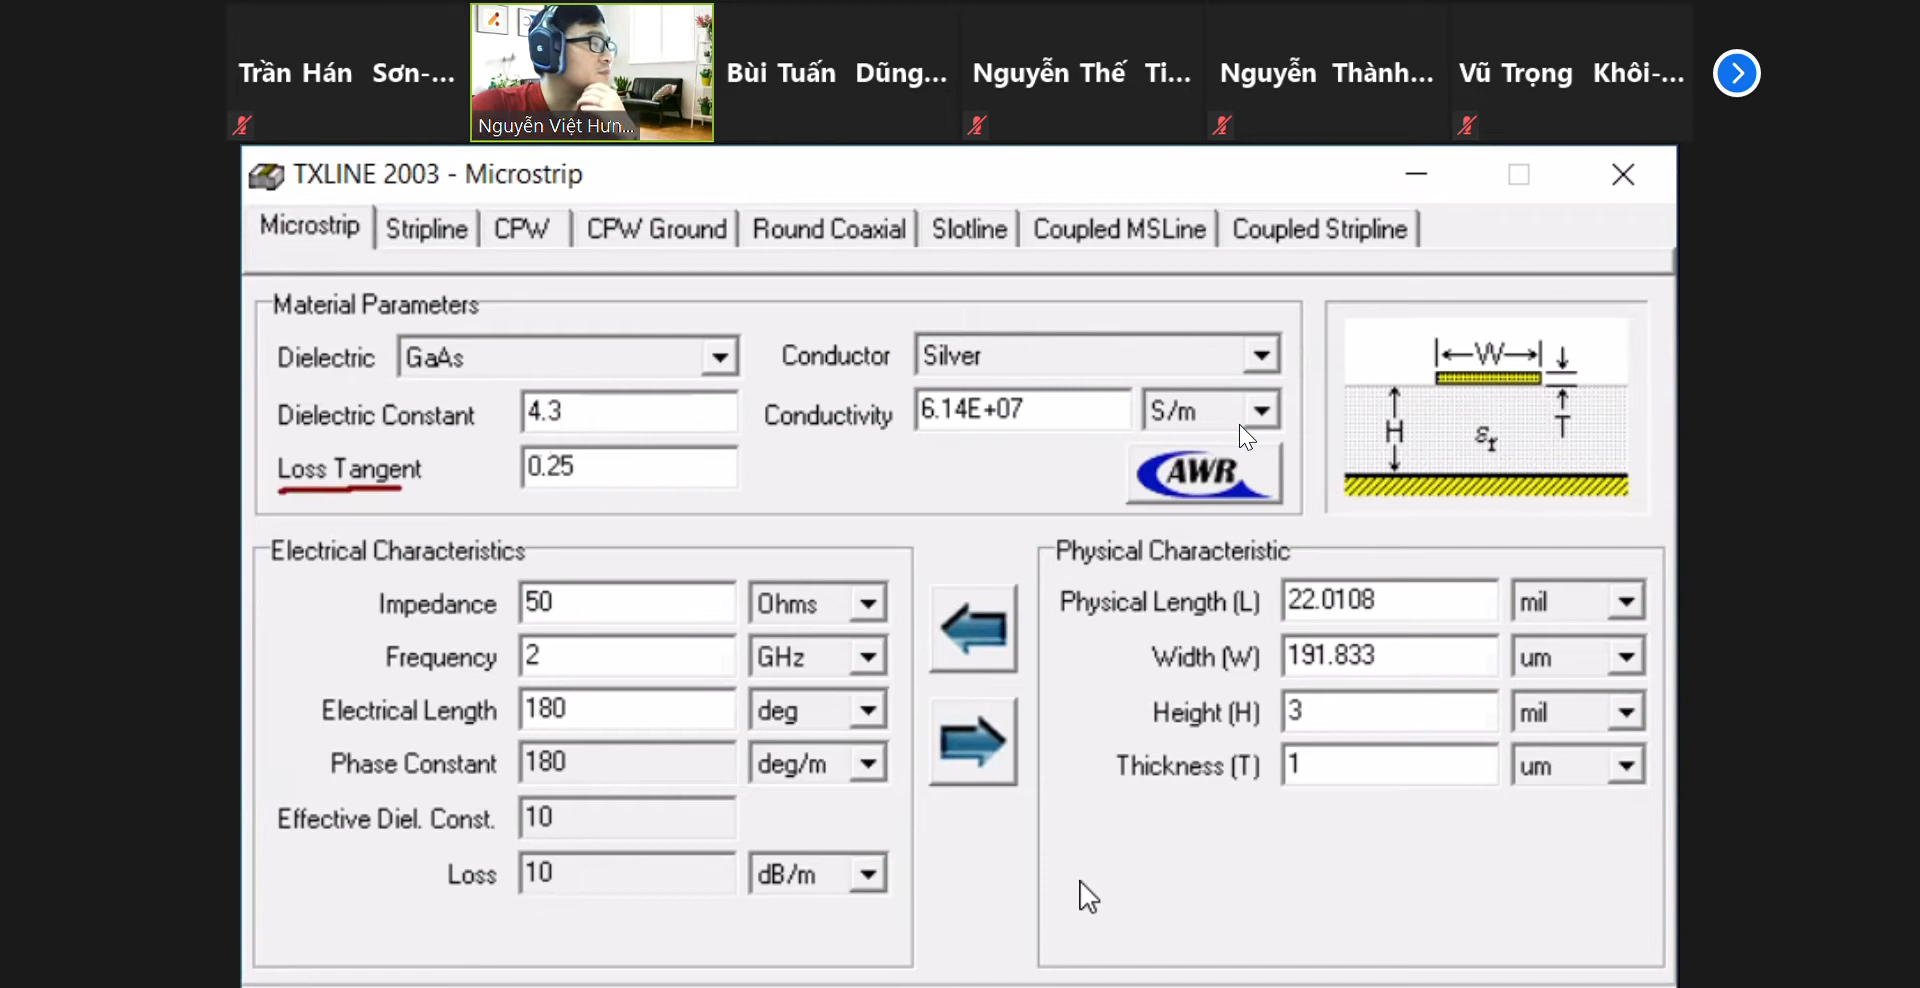 Trần Hán Sơn-...
Nguyễn Việt Hưn...
Bùi Tuấn Dũng...
Nguyễn Thế Ti...
Nguyễn Thành...
Vũ Trọng Khôi-...
TXLINE 2003 - Microstrip
Microstrip
Stripline
CPW
CPW Ground
Round Coaxial
Slotline
Coupled MSLine
Coupled Stripline
Material Parameters
Dielectric
GaAs
Conductor
Silver
Dielectric Constant
4.3
Conductivity
6.14E+07
S/m
Loss Tangent
0.25
AWR
W
H
εr
T
Electrical Characteristics
Impedance
50
Ohms
Frequency
2
GHz
Electrical Length
180
deg
Phase Constant
180
deg/m
Effective Diel. Const.
10
Loss
10
dB/m
Physical Characteristic
Physical Length (L)
22.0108
mil
Width (W)
191.833
um
Height (H)
3
mil
Thickness (T)
1
um